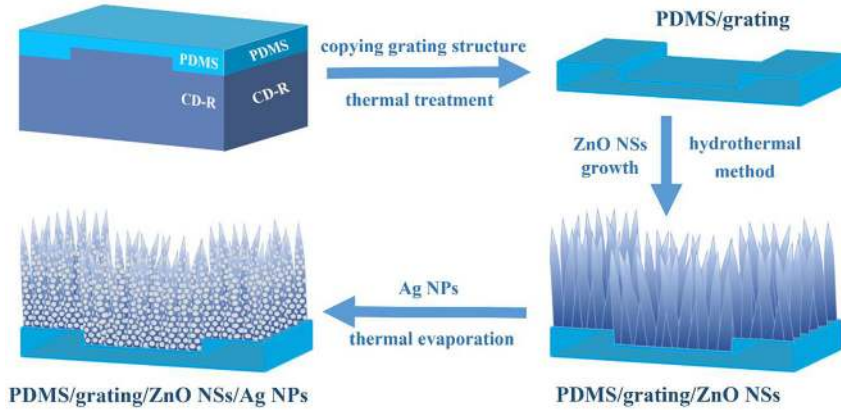 PDMS
PDMS
CD-R
CD-R
copying grating structure
thermal treatment
PDMS/grating
ZnO NSs
growth
hydrothermal
method
Ag NPs
thermal evaporation
PDMS/grating/ZnO NSs/Ag NPs
PDMS/grating/ZnO NSs